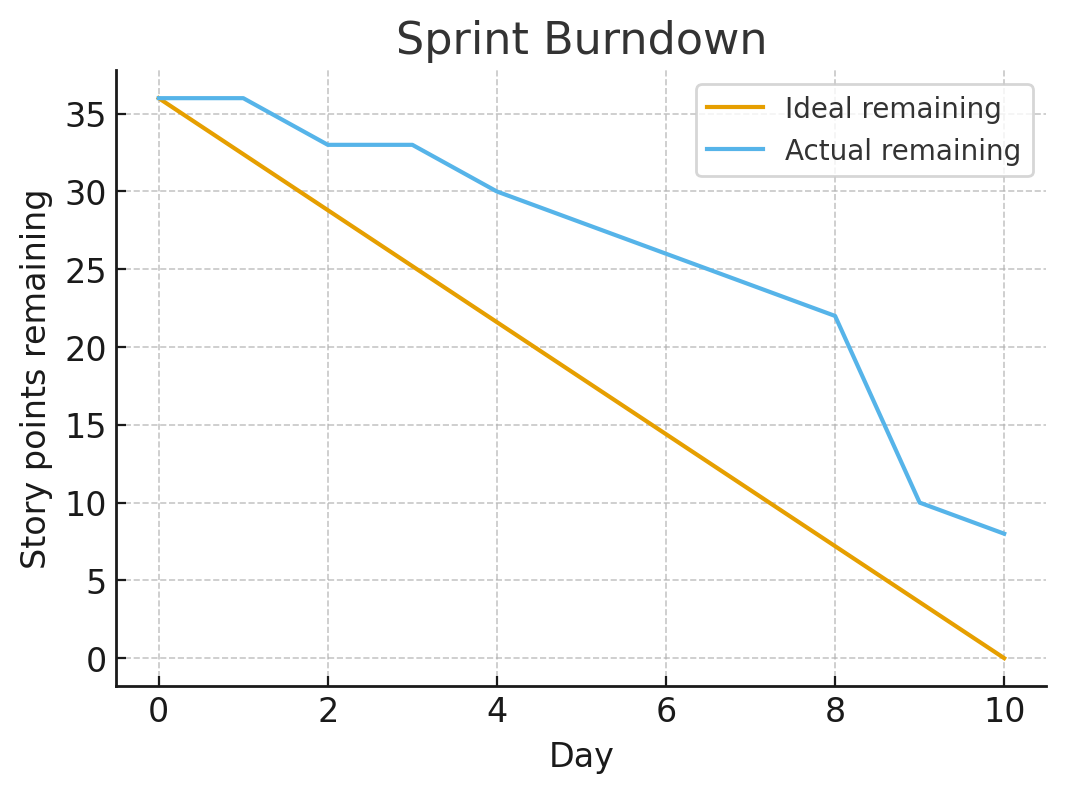 Sprint Burndown
Ideal remaining
Actual remaining
Story points remaining
35
30
25
20
15
10
5
0
0 2 4 6 8 10
Day